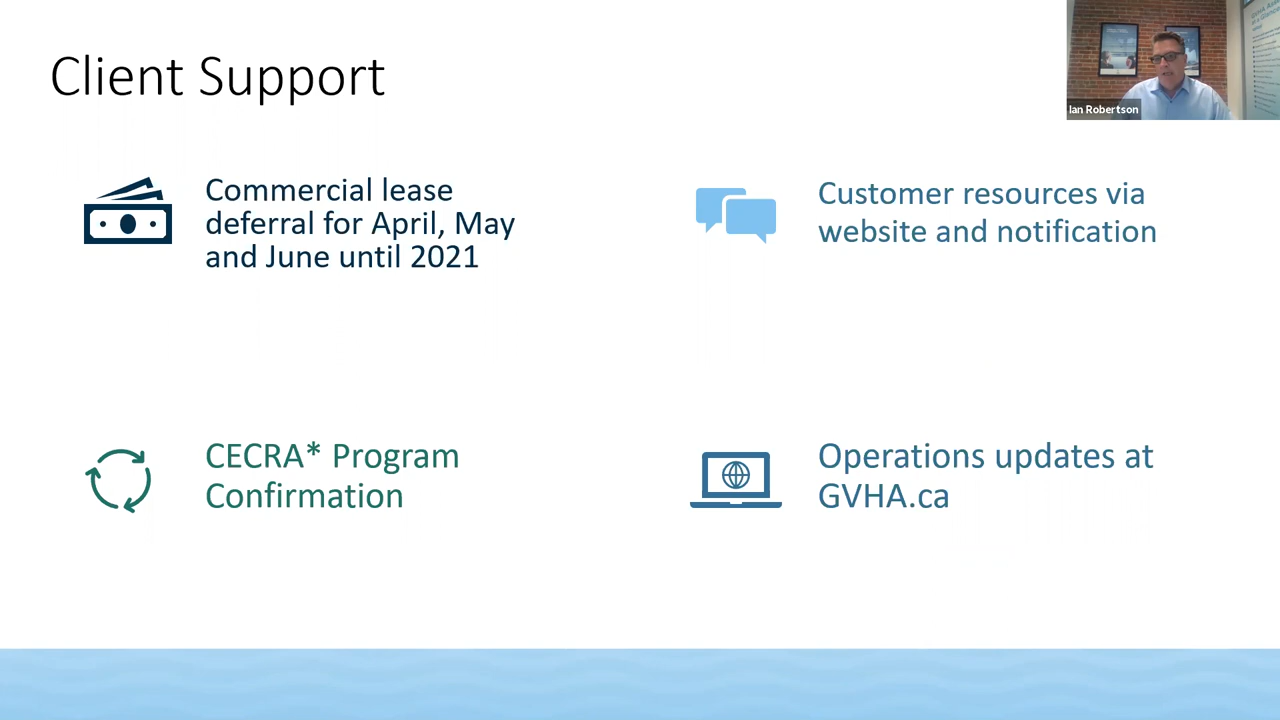 Client Support
Ian Robertson
Commercial lease
deferral for April, May
and June until 2021
Customer resources via
website and notification
CECRA* Program
Confirmation
Operations updates at
GVHA.ca